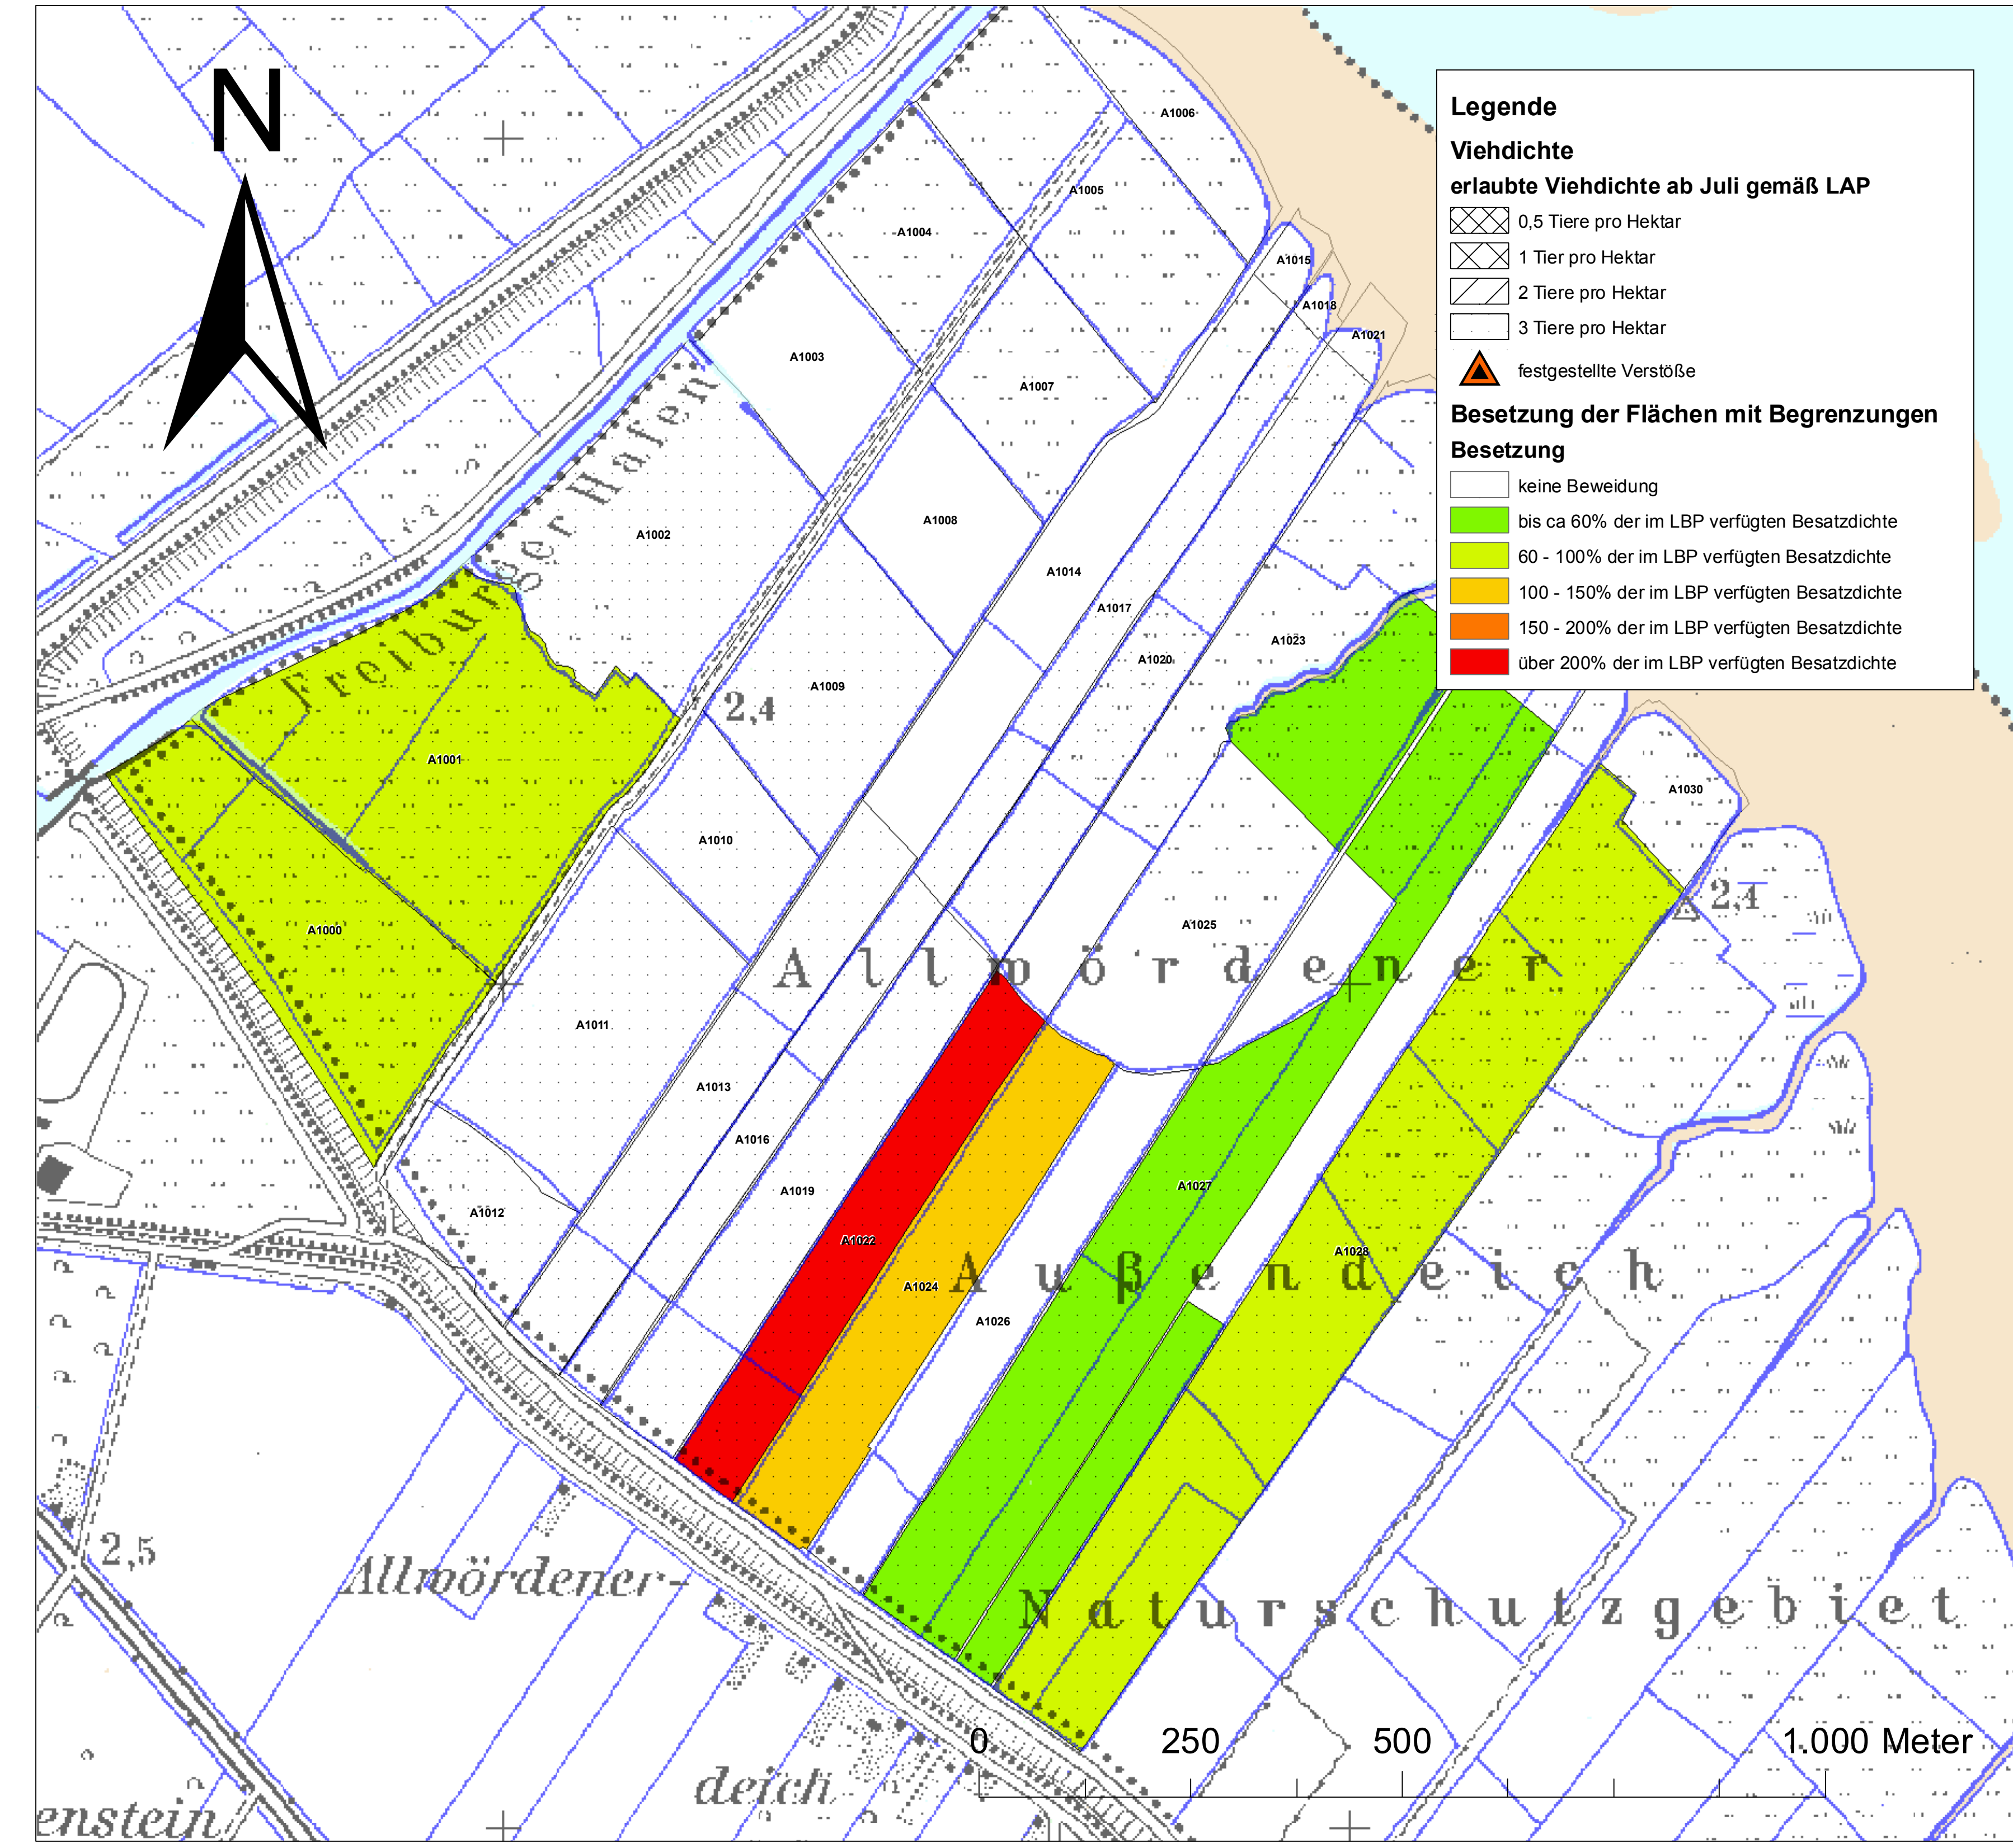 N
Legende
Viehdichte
erlaubte Viehdichte ab Juli gemäß LAP
0,5 Tiere pro Hektar
1 Tier pro Hektar
2 Tiere pro Hektar
3 Tiere pro Hektar
festgestellte Verstöße
Besetzung der Flächen mit Begrenzungen
Besetzung
keine Beweidung
bis ca 60% der im LBP verfügten Besatzdichte
60 - 100% der im LBP verfügten Besatzdichte
100 - 150% der im LBP verfügten Besatzdichte
150 - 200% der im LBP verfügten Besatzdichte
über 200% der im LBP verfügten Besatzdichte
A1006
A1005
A1004
A1015
A1018
A1021
A1003
A1007
Freiburger Hafen
A1002
A1008
A1014
A1017
A1023
A1020
A1009
2,4
A1001
A1030
A1010
2,4
A1000
A1025
Allwördener
A1011
A1013
A1016
A1027
A1019
A1012
A1022
A1028
A1024
Außendeich
A1026
2,5
Allwördener-
Naturschutzgebiet
0 250 500 1.000 Meter
deich
enstein